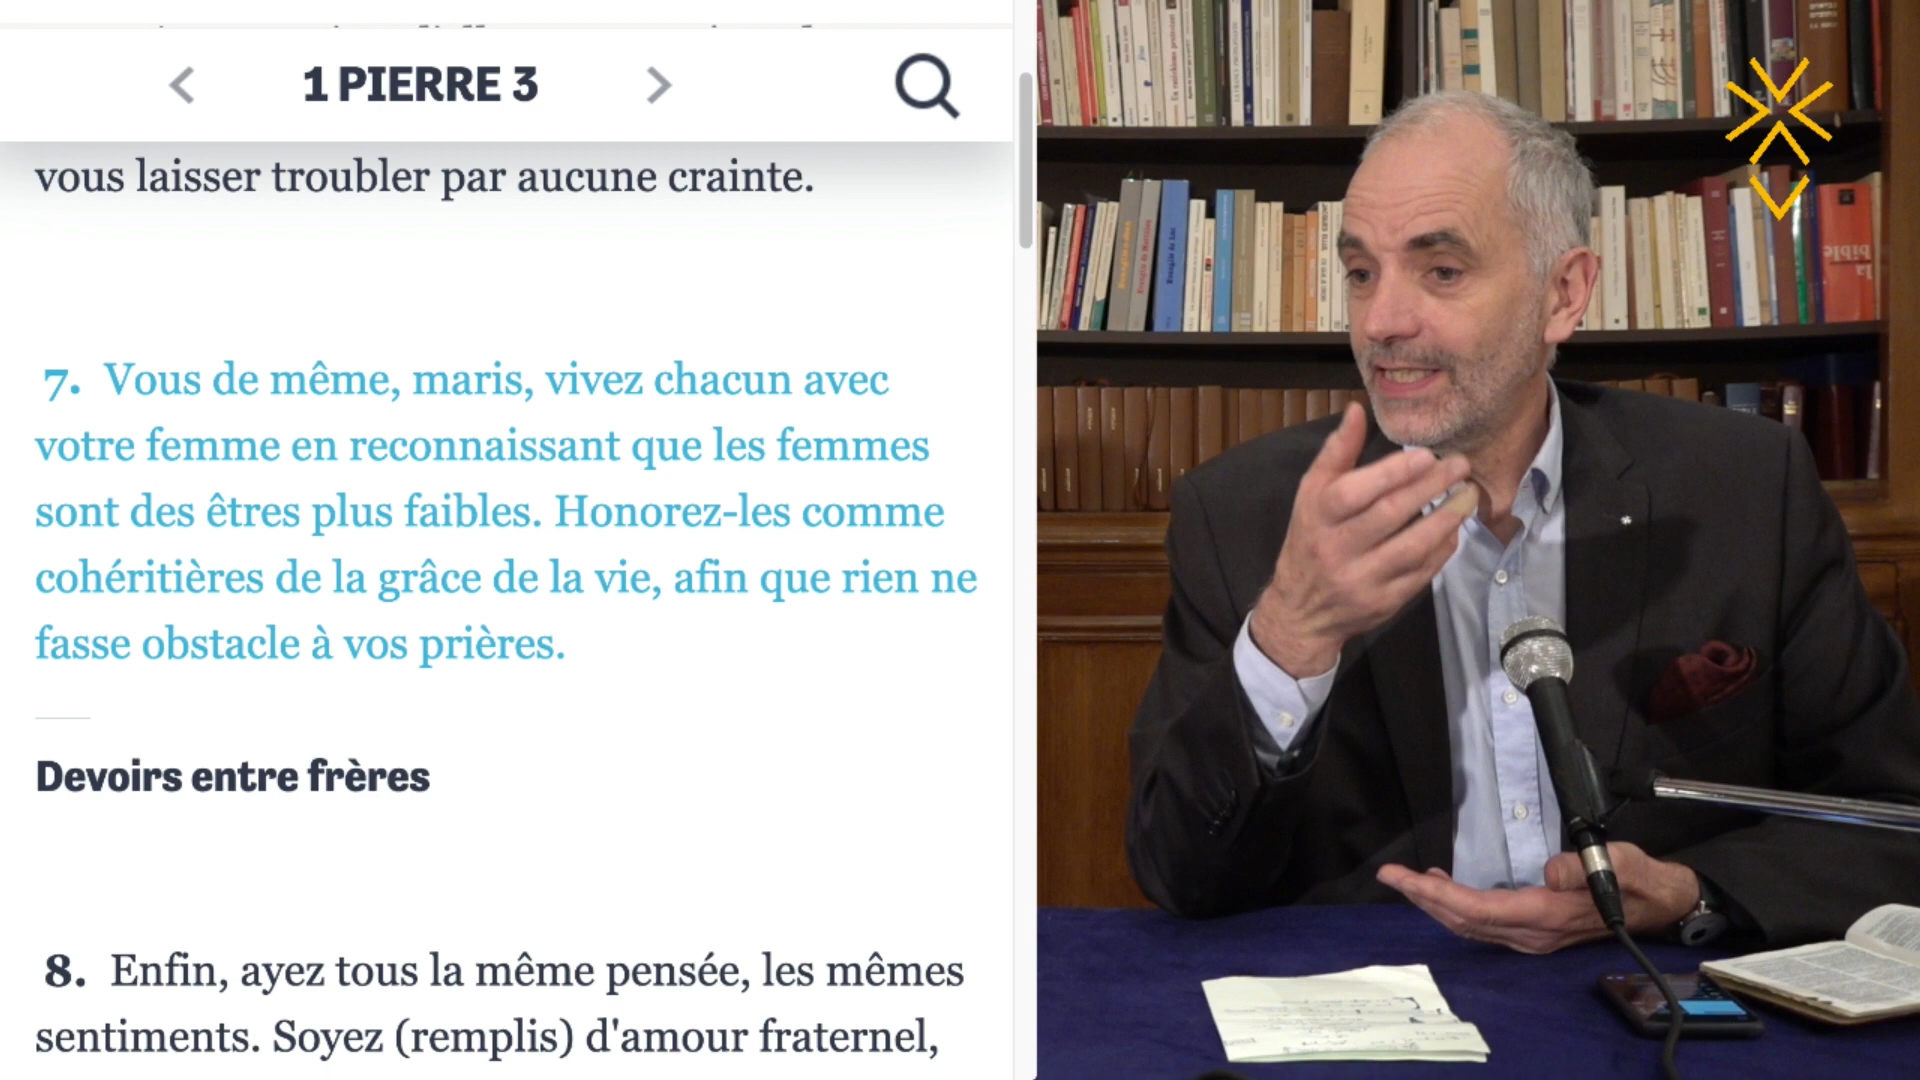 1 PIERRE 3
vous laisser troubler par aucune crainte.
7. Vous de même, maris, vivez chacun avec
votre femme en reconnaissant que les femmes
sont des êtres plus faibles. Honorez-les comme
cohéritières de la grâce de la vie, afin que rien ne
fasse obstacle à vos prières.
Devoirs entre frères
8. Enfin, ayez tous la même pensée, les mêmes
sentiments. Soyez (remplis) d'amour fraternel,
la
bible